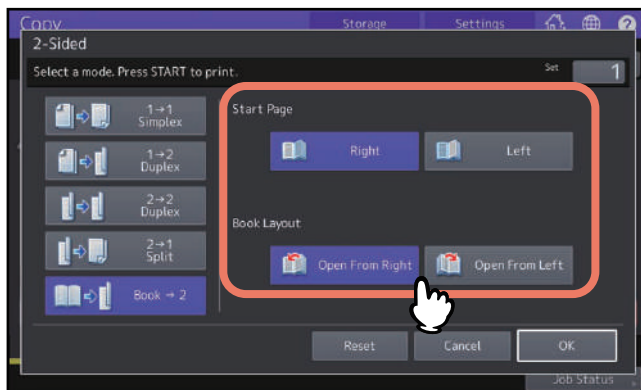 Copy
Storage
Settings
2-Sided
Select a mode. Press START to print.
Set
1
1→1
Simplex
1→2
Duplex
2→2
Duplex
2→1
Split
Book → 2
Start Page
Right
Left
Book Layout
Open From Right
Open From Left
Reset
Cancel
OK
Job Status